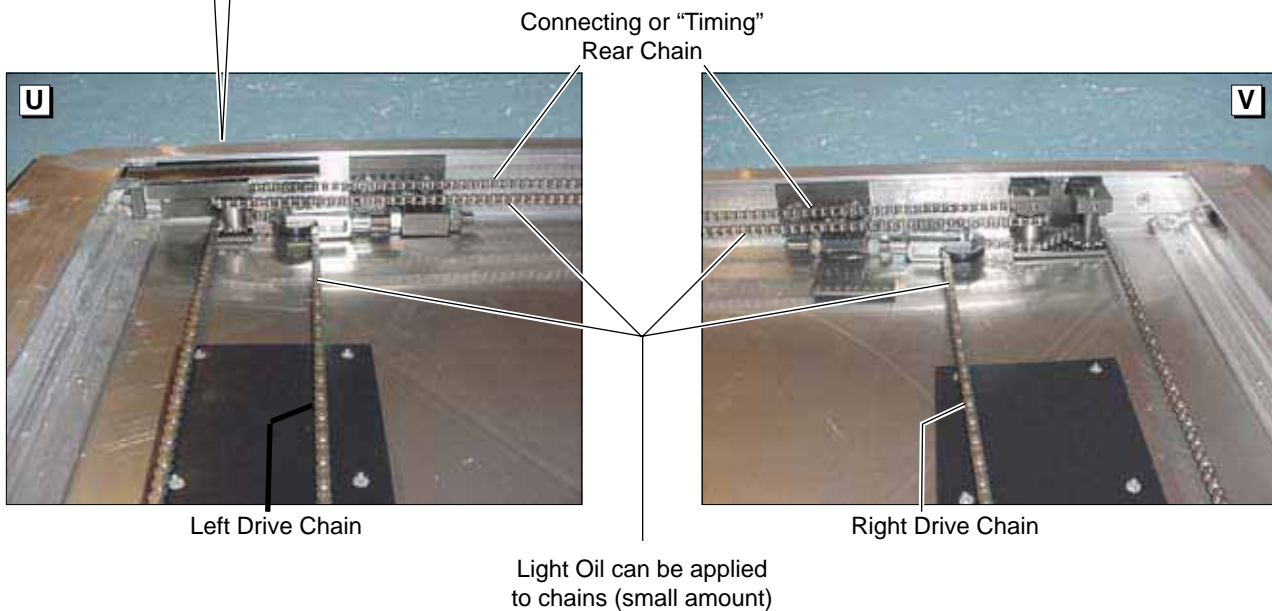 Connecting or “Timing”
Rear Chain
U
V
Left Drive Chain
Right Drive Chain
Light Oil can be applied
to chains (small amount)